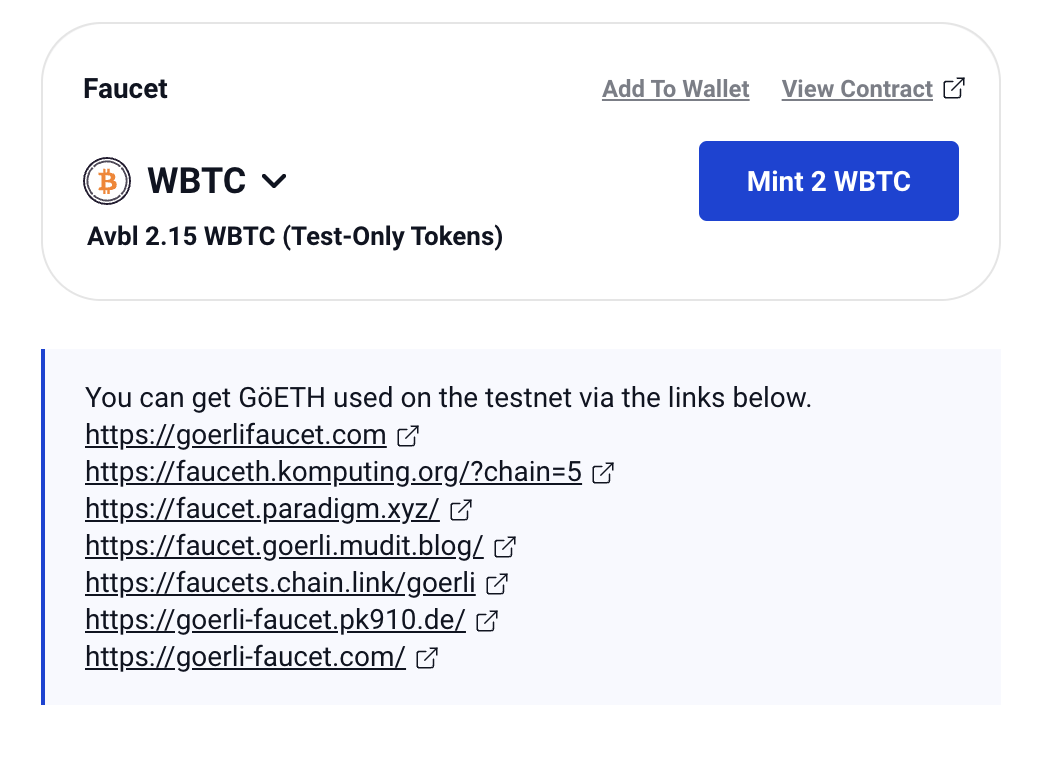 Faucet
Add To Wallet View Contract
WBTC
Mint 2 WBTC
Avbl 2.15 WBTC (Test-Only Tokens)
You can get GöETH used on the testnet via the links below.
https://goerlifaucet.com
https://fauceth.komputing.org/?chain=5
https://faucet.paradigm.xyz/
https://faucet.goerli.mudit.blog/
https://faucets.chain.link/goerli
https://goerli-faucet.pk910.de/
https://goerli-faucet.com/